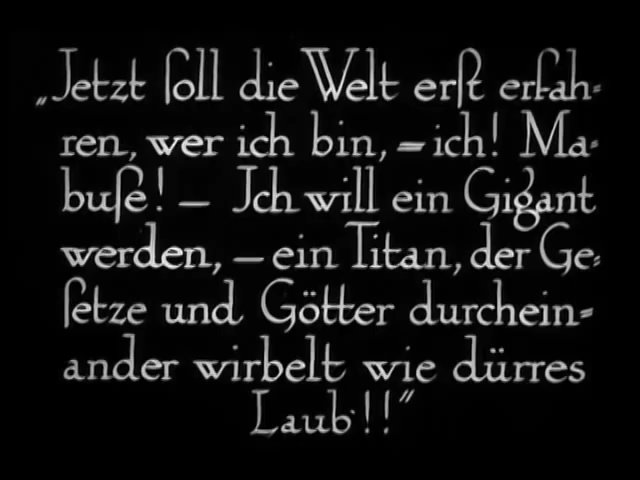 „Jetzt ſoll die Welt erſt erfah-
ren, wer ich bin, – ich! Ma-
buſe! – Ich will ein Gigant
werden, – ein Titan, der Ge-
ſetze und Götter durchein-
ander wirbelt wie dürres
Laub!!”